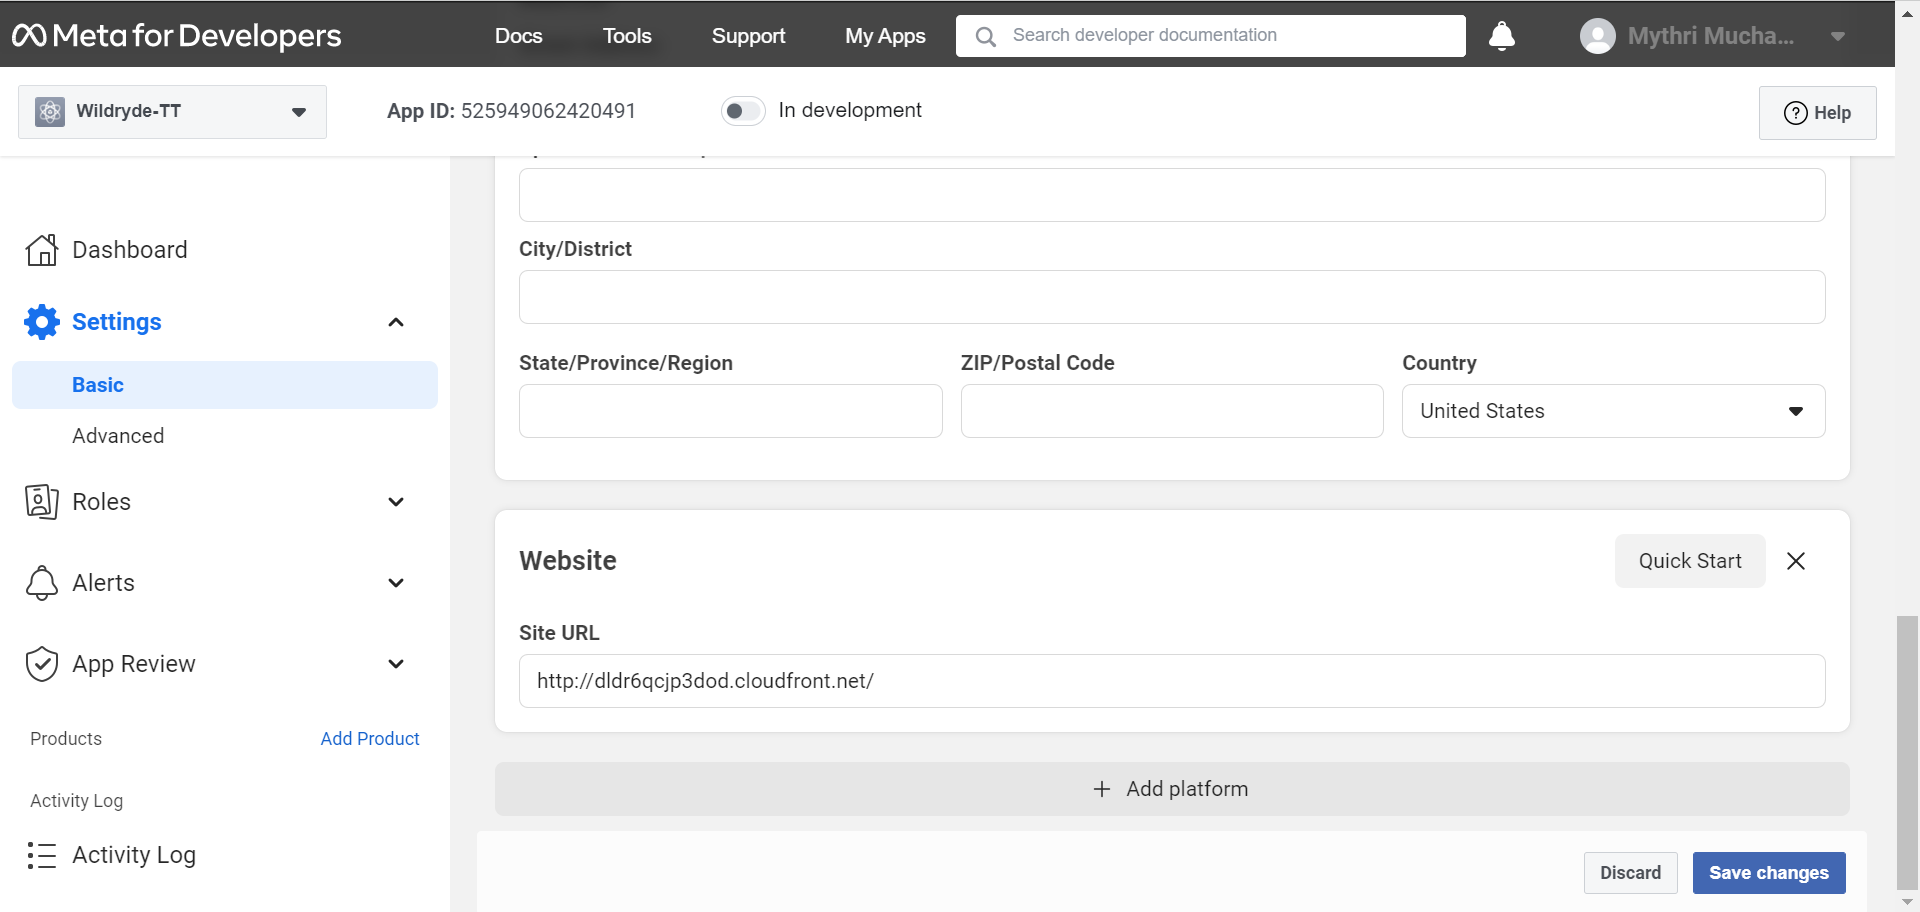 Meta for Developers
Docs
Tools
Support
My Apps
Search developer documentation
Mythri Mucha...
Wildryde-TT
App ID: 525949062420491
In development
Help
Dashboard
Settings
Basic
Advanced
Roles
Alerts
App Review
Products
Add Product
Activity Log
Activity Log
City/District
State/Province/Region
ZIP/Postal Code
Country
United States
Website
Quick Start
Site URL
http://dldr6qcjp3dod.cloudfront.net/
Add platform
Discard
Save changes